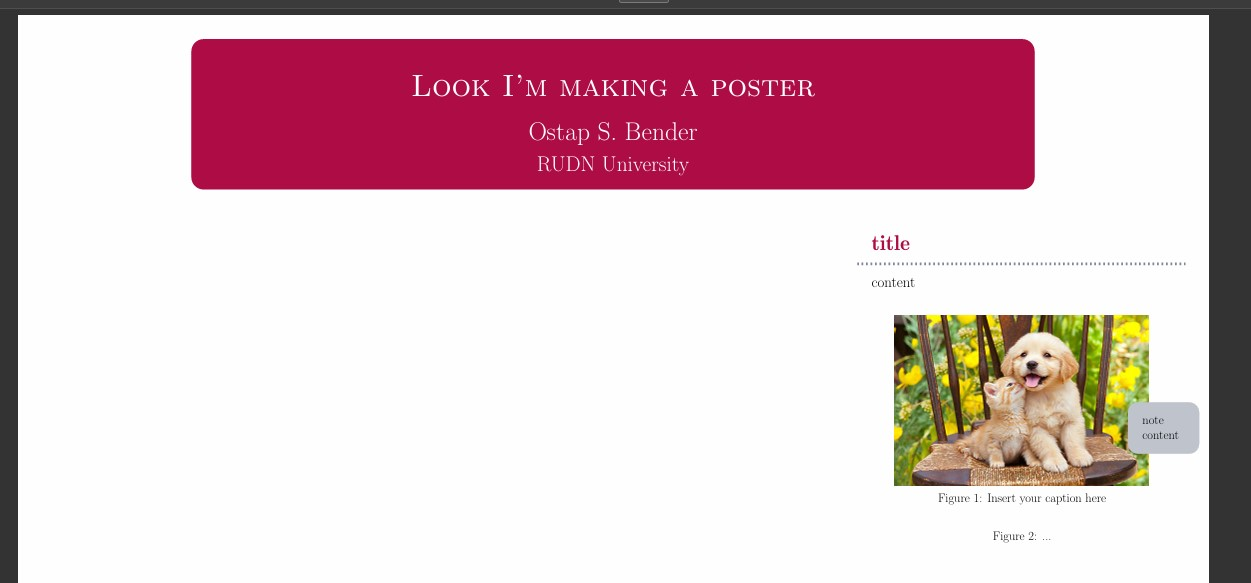 Look I'm making a poster
Ostap S. Bender
RUDN University
title
content
note
content
Figure 1: Insert your caption here
Figure 2: ...